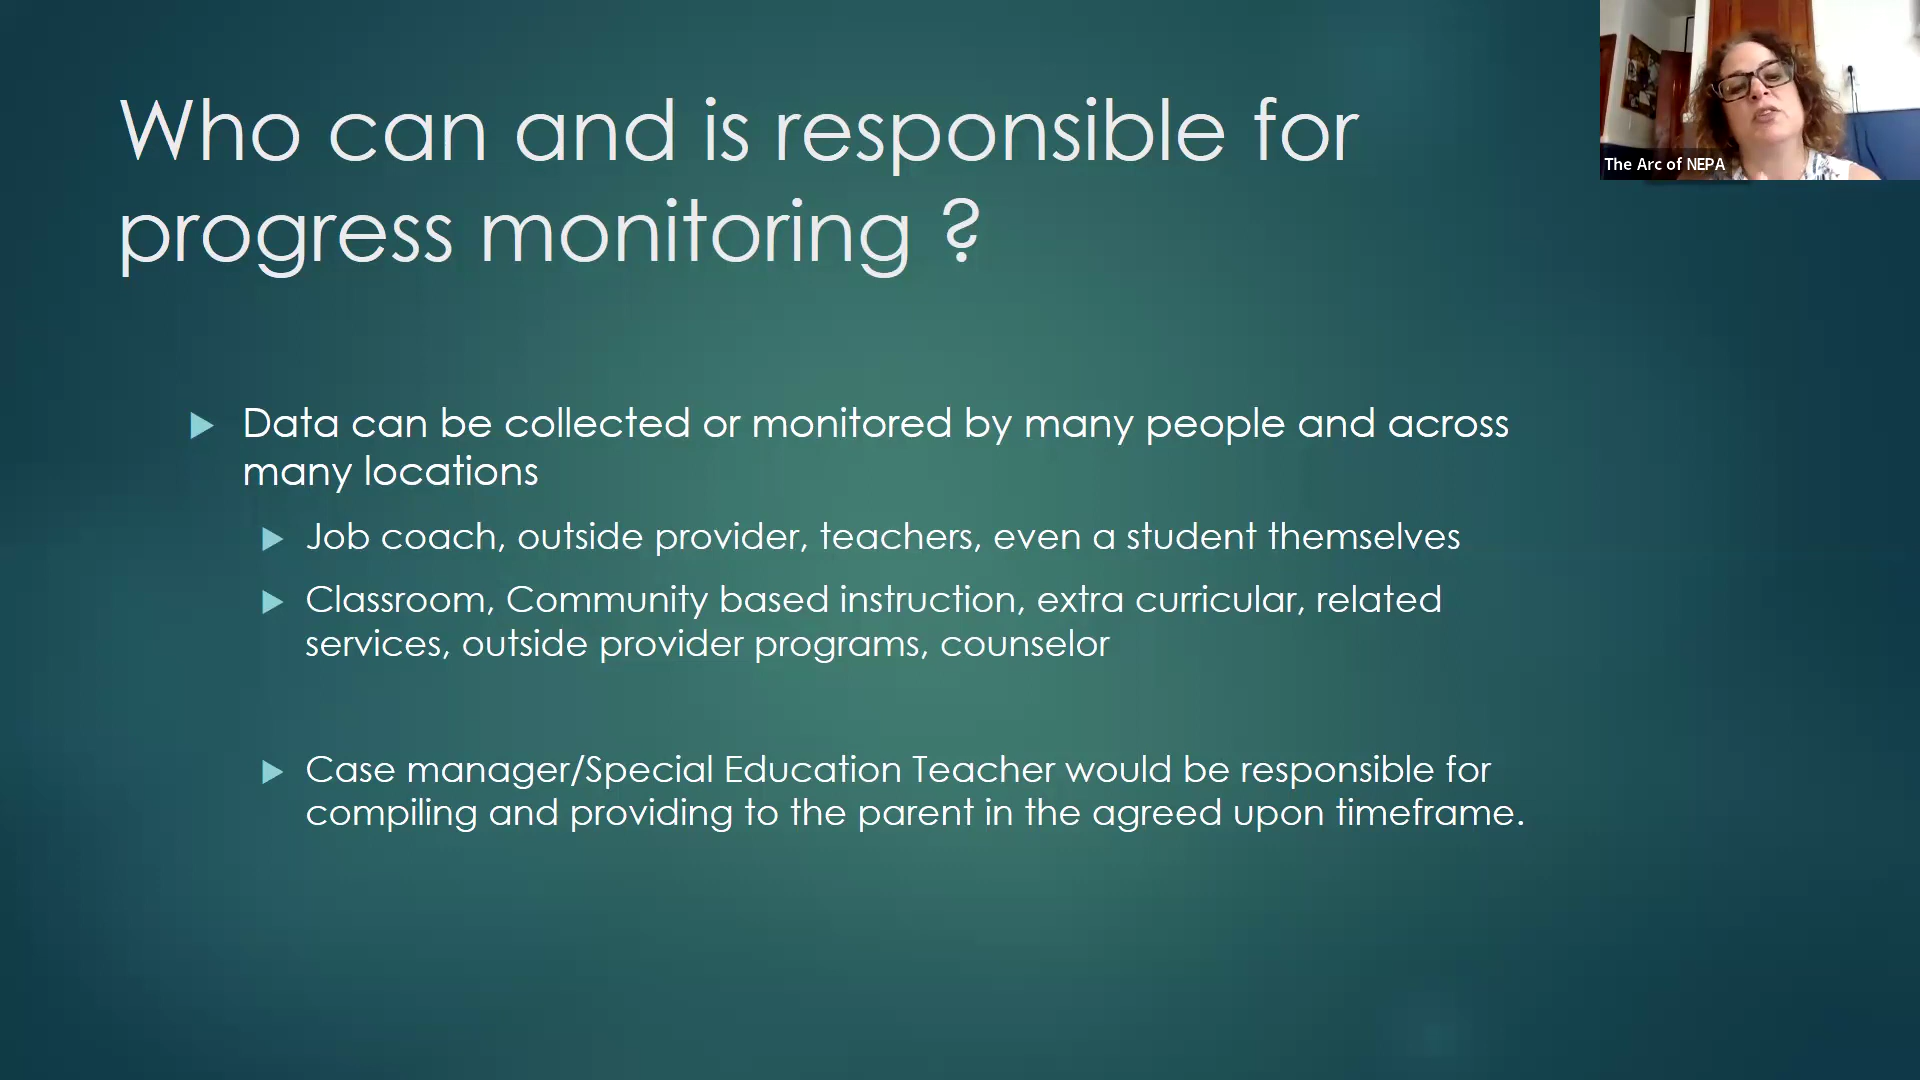 Who can and is responsible for
progress monitoring ?
The Arc of NEPA
Data can be collected or monitored by many people and across
many locations
Job coach, outside provider, teachers, even a student themselves
Classroom, Community based instruction, extra curricular, related
services, outside provider programs, counselor
Case manager/Special Education Teacher would be responsible for
compiling and providing to the parent in the agreed upon timeframe.